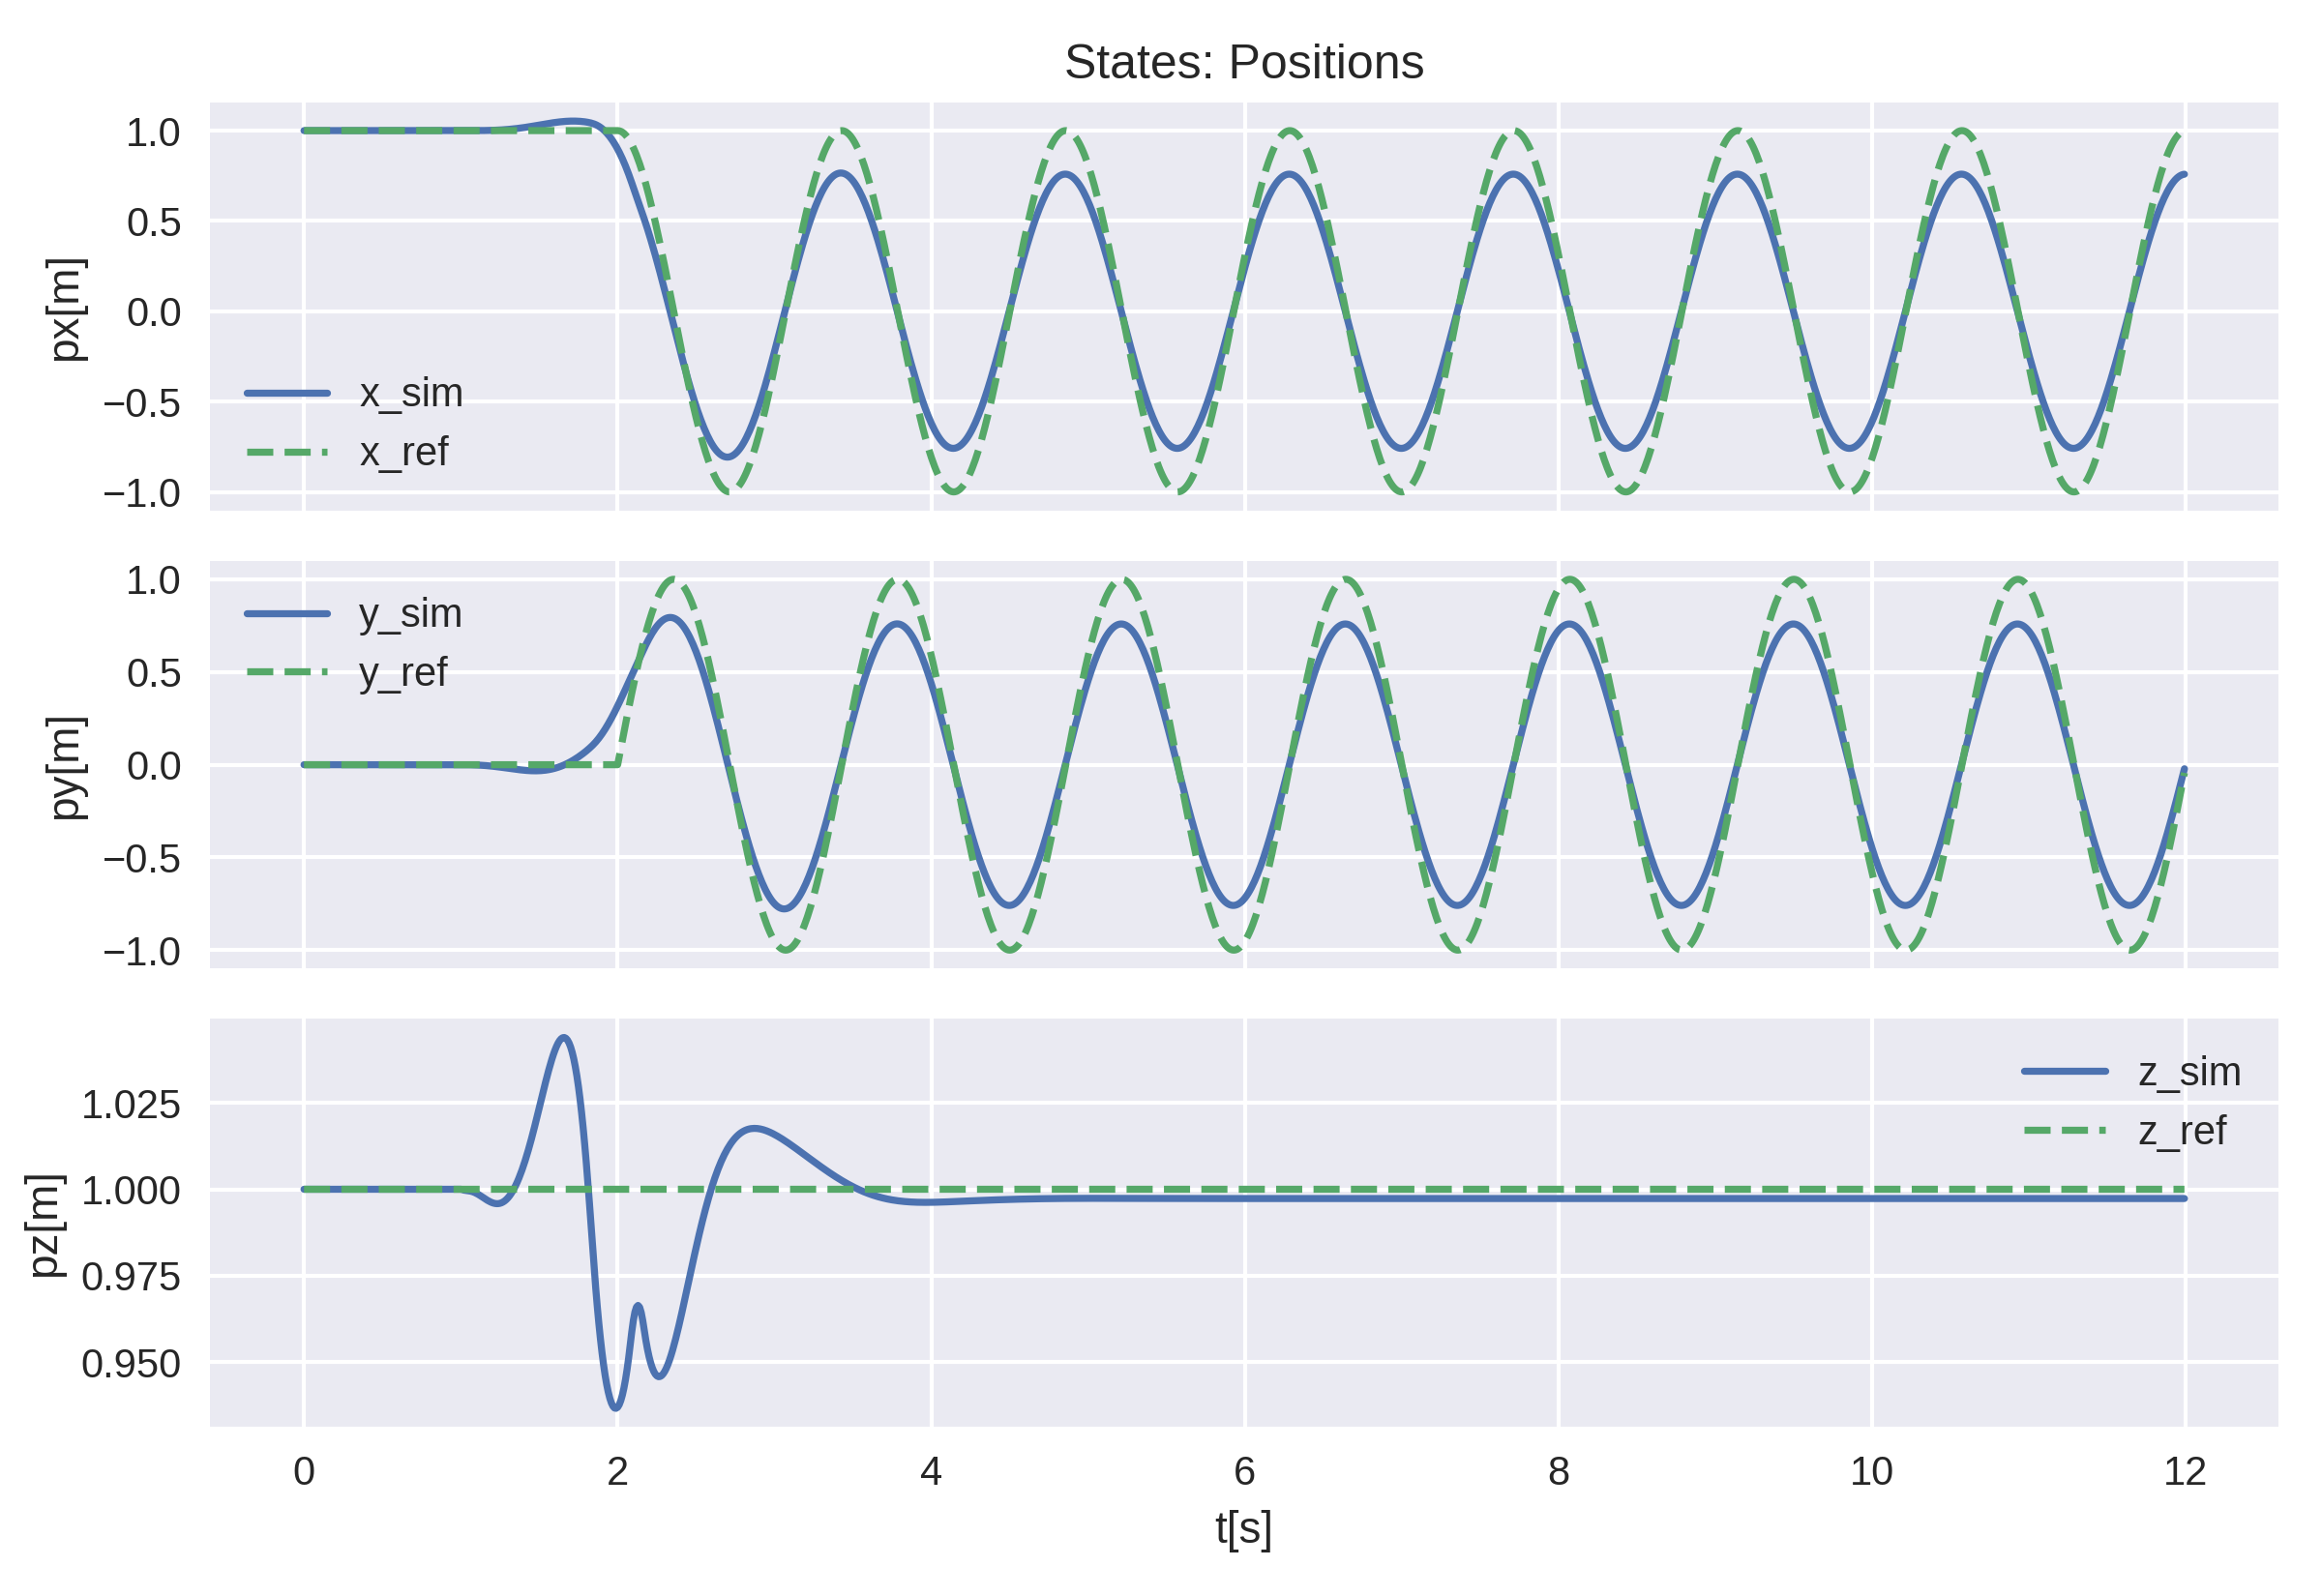 States: Positions
px[m]
1.0
0.5
0.0
−0.5
−1.0
x_sim
x_ref
py[m]
1.0
0.5
0.0
−0.5
−1.0
y_sim
y_ref
pz[m]
1.025
1.000
0.975
0.950
z_sim
z_ref
0 2 4 6 8 10 12
t[s]